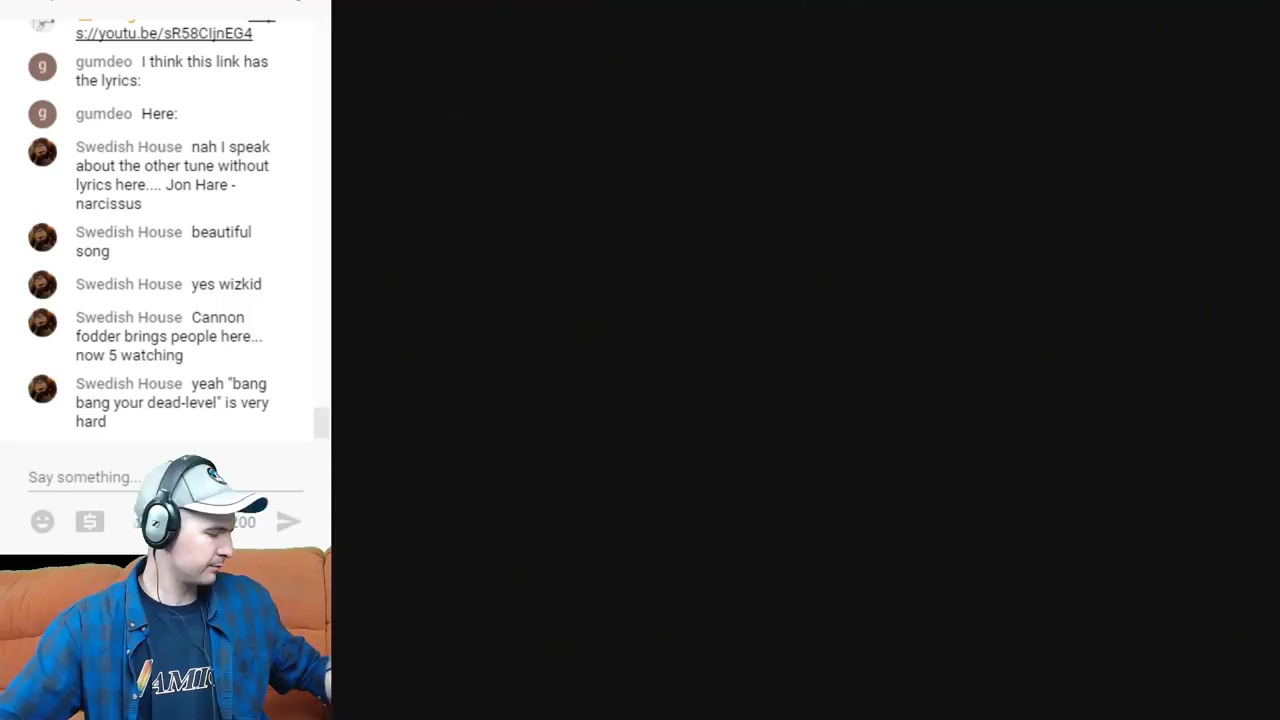 s://youtu.be/sR58CIjnEG4
gumdeo I think this link has
the lyrics:
g
gumdeo Here:
g
Swedish House nah I speak
about the other tune without
lyrics here.... Jon Hare -
narcissus
Swedish House beautiful
song
Swedish House yes wizkid
Swedish House Cannon
fodder brings people here...
now 5 watching
Swedish House yeah "bang
bang your dead-level" is very
hard
Say something...
200
AMIG